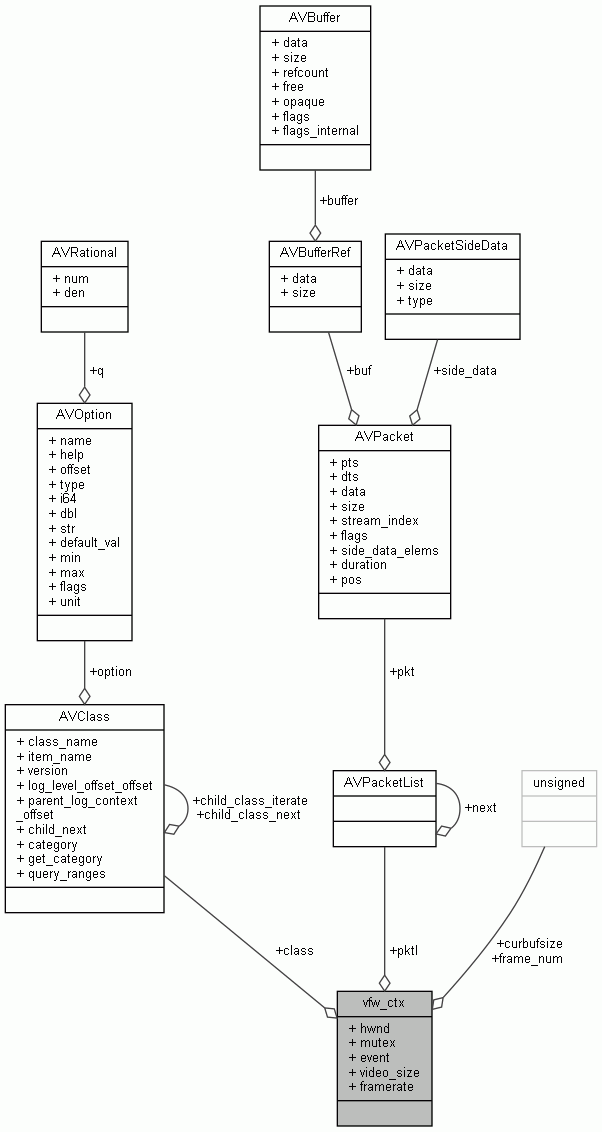 AVBuffer
+ data
+ size
+ refcount
+ free
+ opaque
+ flags
+ flags_internal
+buffer
AVRational
+ num
+ den
AVBufferRef
+ data
+ size
AVPacketSideData
+ data
+ size
+ type
+q
+buf
+side_data
AVOption
+ name
+ help
+ offset
+ type
+ i64
+ dbl
+ str
+ default_val
+ min
+ max
+ flags
+ unit
AVPacket
+ pts
+ dts
+ data
+ size
+ stream_index
+ flags
+ side_data_elems
+ duration
+ pos
+option
+pkt
AVClass
+ class_name
+ item_name
+ version
+ log_level_offset_offset
+ parent_log_context
_offset
+ child_next
+ category
+ get_category
+ query_ranges
+child_class_iterate
+child_class_next
AVPacketList
+next
unsigned
+class
+pktl
+curbufsize
+frame_num
vfw_ctx
+ hwnd
+ mutex
+ event
+ video_size
+ framerate